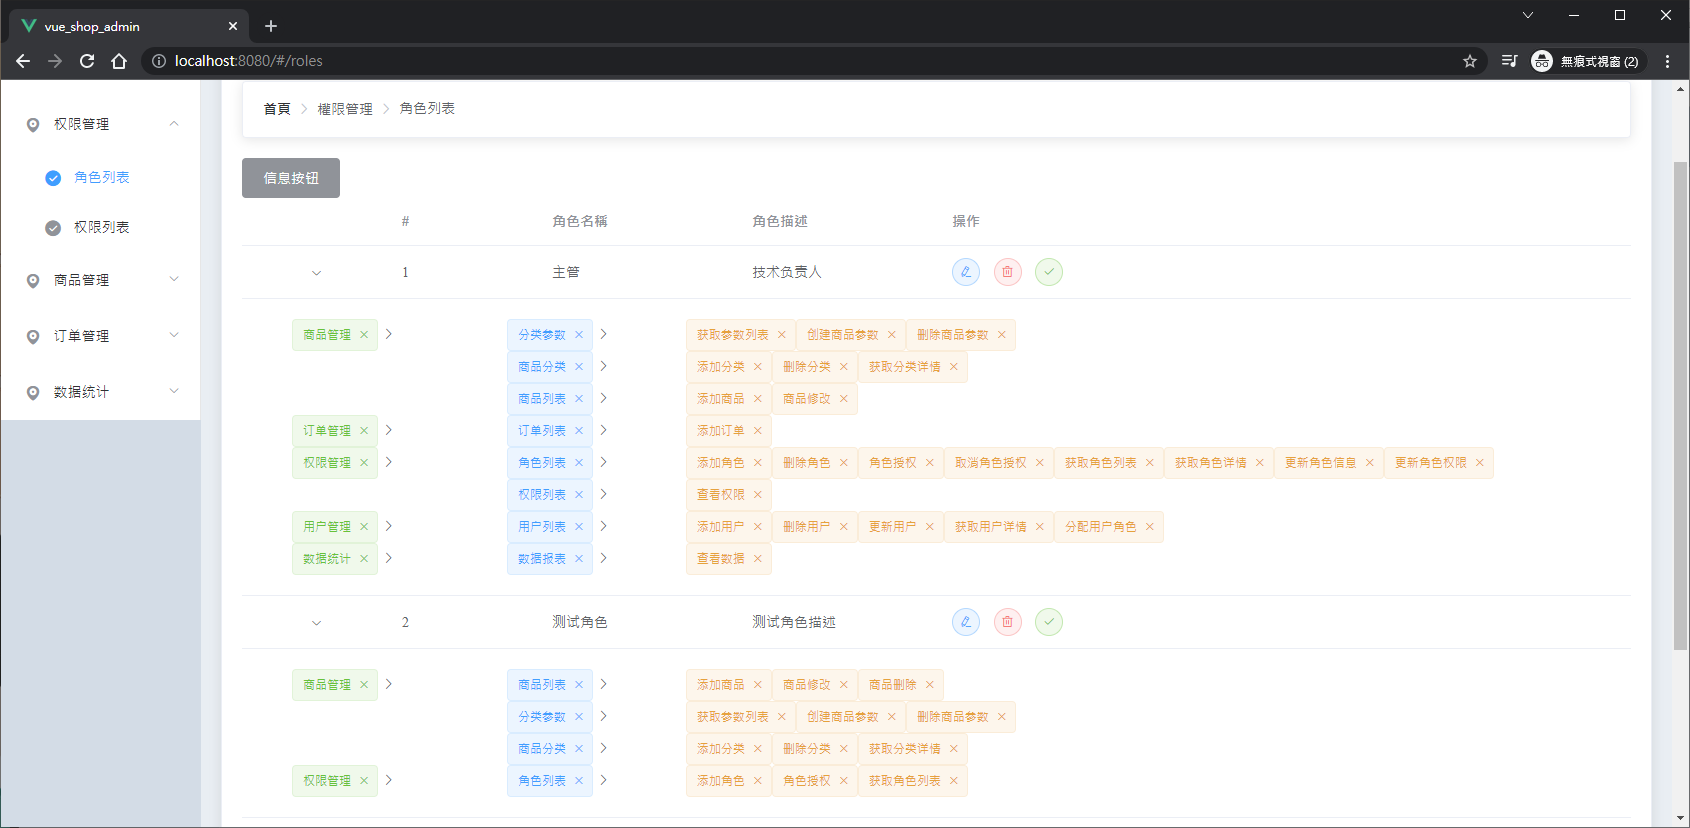 vue_shop_admin
localhost:8080/#/roles
無痕式視窗 (2)
权限管理
角色列表
权限列表
商品管理
订单管理
数据统计
首頁 > 權限管理 > 角色列表
信息按钮
# 角色名稱 角色描述 操作
1 主管 技术负责人
商品管理 分类参数 获取参数列表 创建商品参数 删除商品参数
商品分类 添加分类 删除分类 获取分类详情
商品列表 添加商品 商品修改
订单管理 订单列表 添加订单
权限管理 角色列表 添加角色 删除角色 角色授权 取消角色授权 获取角色列表 获取角色详情 更新角色信息 更新角色权限
权限列表 查看权限
用户管理 用户列表 添加用户 删除用户 更新用户 获取用户详情 分配用户角色
数据统计 数据报表 查看数据
2 测试角色 测试角色描述
商品管理 商品列表 添加商品 商品修改 商品删除
分类参数 获取参数列表 创建商品参数 删除商品参数
商品分类 添加分类 删除分类 获取分类详情
权限管理 角色列表 添加角色 角色授权 获取角色列表